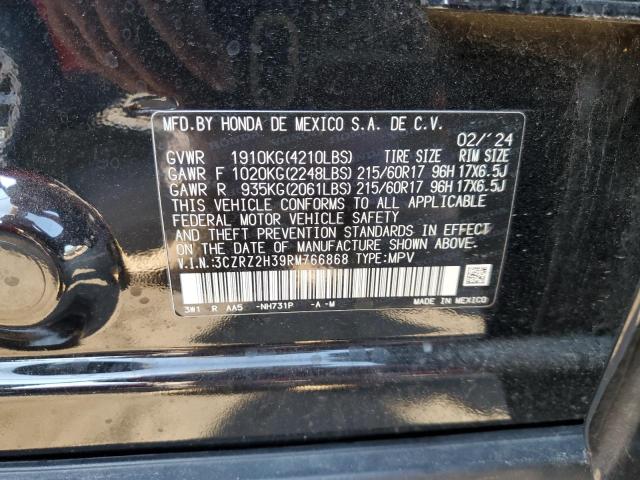 MFD.BY HONDA DE MEXICO S.A. DE C.V.
02/'24
GVWR 1910KG(4210LBS) TIRE SIZE RIM SIZE
GAWR F 1020KG(2248LBS) 215/60R17 96H 17X6.5J
GAWR R 935KG(2061LBS) 215/60R17 96H 17X6.5J
THIS VEHICLE CONFORMS TO ALL APPLICABLE
FEDERAL MOTOR VEHICLE SAFETY
AND THEFT PREVENTION STANDARDS IN EFFECT
ON THE DATE OF MANUFACTURE SHOWN ABOVE.
V.I.N.:3CZRZ2H39RM766868 TYPE:MPV
3W1 R AA5 -NH731P -A-M
MADE IN MEXICO